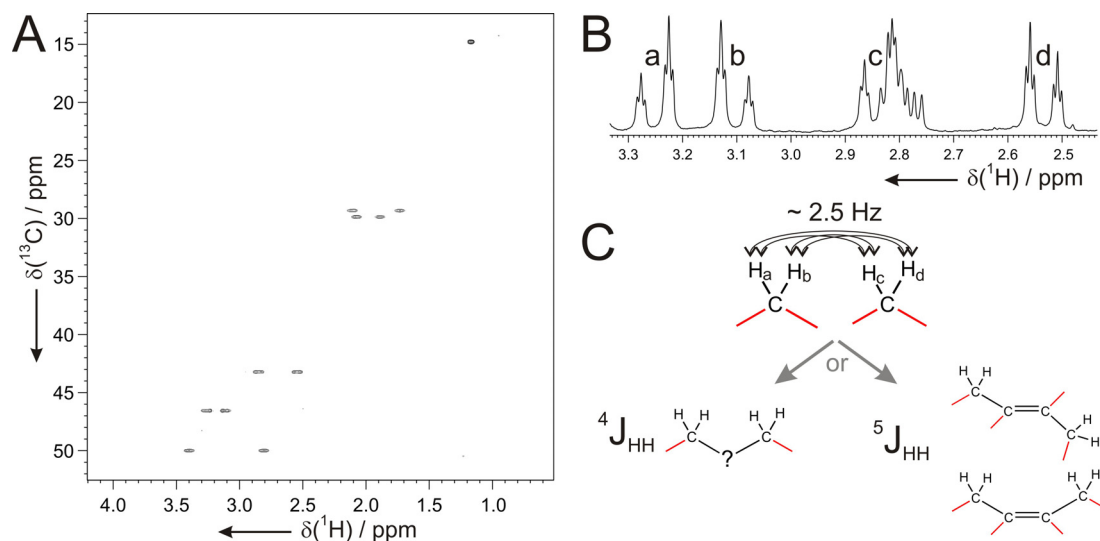 A
15
20
25
30
35
40
45
50
δ(¹³C) / ppm
4.0 3.5 3.0 2.5 2.0 1.5 1.0
δ(¹H) / ppm
B
a b c d
3.3 3.2 3.1 3.0 2.9 2.8 2.7 2.6 2.5
δ(¹H) / ppm
C
~ 2.5 Hz
Ha Hb Hc Hd
C C
or
⁴JHH
H H H H
C C
?
⁵JHH
H H
C C C
C H
H
H H H H
C C C C